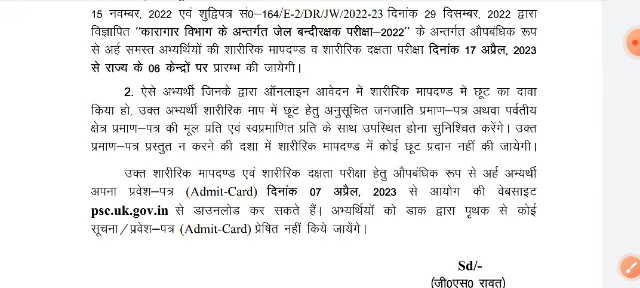 15 नवम्बर, 2022 एवं शुद्विपत्र सं0–164/E-2/DR/JW/2022-23 दिनांक 29 दिसम्बर, 2022 द्वारा
विज्ञापित "कारागार विभाग के अन्तर्गत जेल बन्दीरक्षक परीक्षा–2022" के अन्तर्गत औपबंधिक रूप
से अर्ह समस्त अभ्यर्थियों की शारीरिक मापदण्ड व शारीरिक दक्षता परीक्षा दिनांक 17 अप्रैल, 2023
से राज्य के 06 केन्द्रों पर प्रारम्भ की जायेगी।
2. ऐसे अभ्यर्थी जिनके द्वारा ऑनलाइन आवेदन में शारीरिक मापदण्ड में छूट का दावा
किया हो, उक्त अभ्यर्थी शारीरिक माप में छूट हेतु अनुसूचित जनजाति प्रमाण–पत्र अथवा पर्वतीय
क्षेत्र प्रमाण–पत्र की मूल प्रति एवं स्वप्रमाणित प्रति के साथ उपस्थित होना सुनिश्चित करेंगे। उक्त
प्रमाण–पत्र प्रस्तुत न करने की दशा में शारीरिक मापदण्ड में कोई छूट प्रदान नहीं की जायेगी।
उक्त शारीरिक मापदण्ड एवं शारीरिक दक्षता परीक्षा हेतु औपबंधिक रूप से अर्ह अभ्यर्थी
अपना प्रवेश–पत्र (Admit-Card) दिनांक 07 अप्रैल, 2023 से आयोग की वेबसाइट
psc.uk.gov.in से डाउनलोड कर सकते हैं। अभ्यर्थियों को डाक द्वारा पृथक से कोई
सूचना/प्रवेश–पत्र (Admit-Card) प्रेषित नहीं किये जायेंगे।
Sd/-
(जी0एस0 रावत)